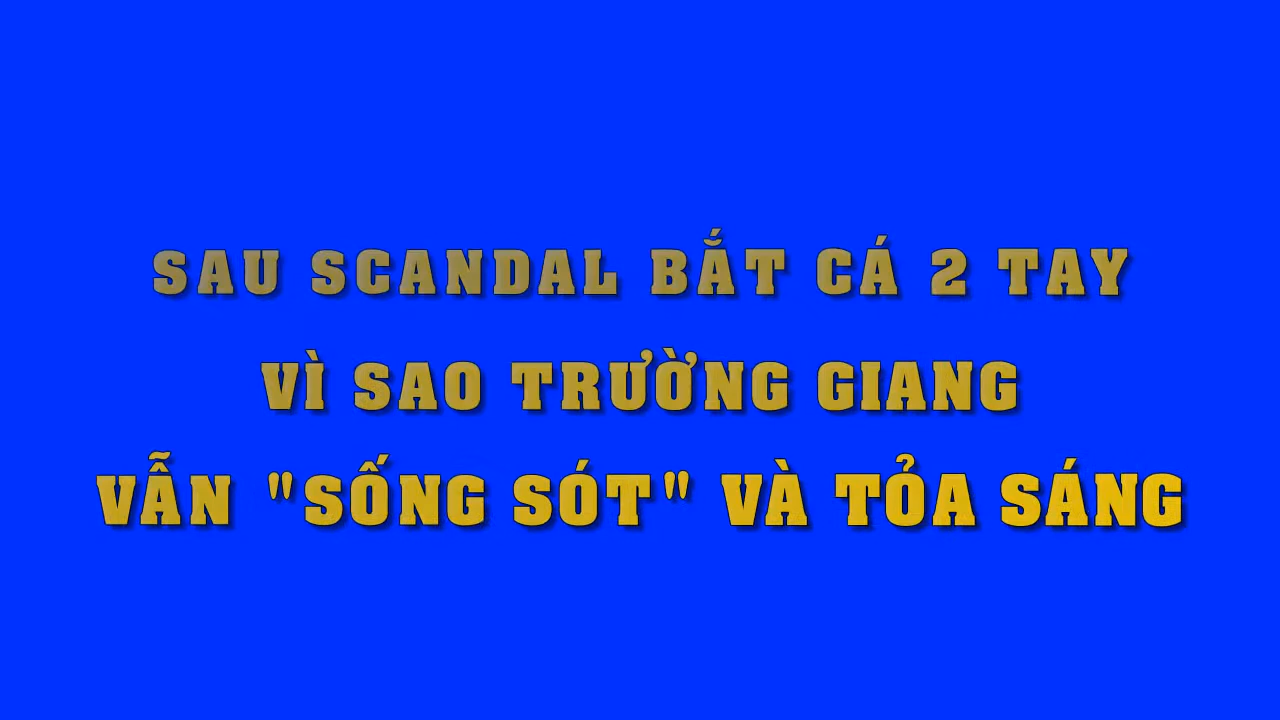 SAU SCANDAL BẮT CÁ 2 TAY
VÌ SAO TRƯỜNG GIANG
VẪN "SỐNG SÓT" VÀ TỎA SÁNG